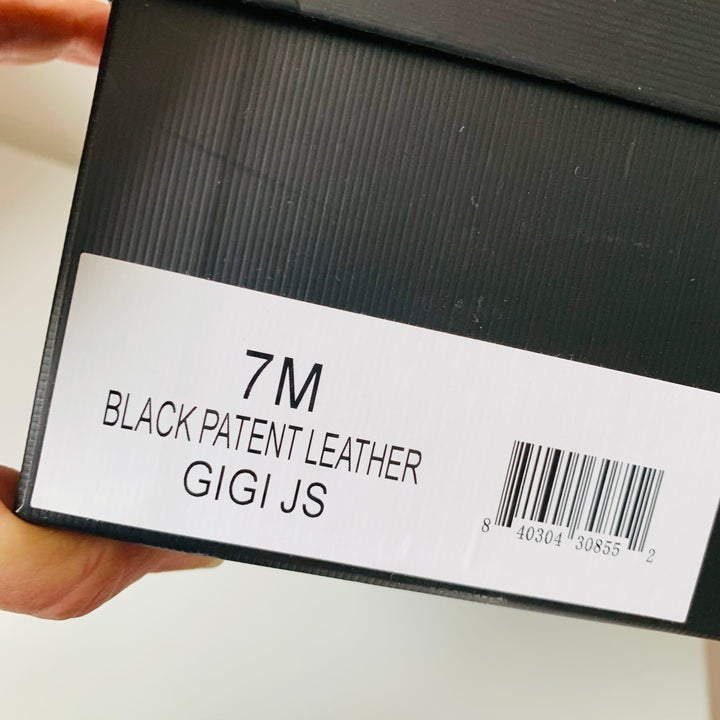 7M
BLACK PATENT LEATHER
GIGI JS
8 40304 30855 2